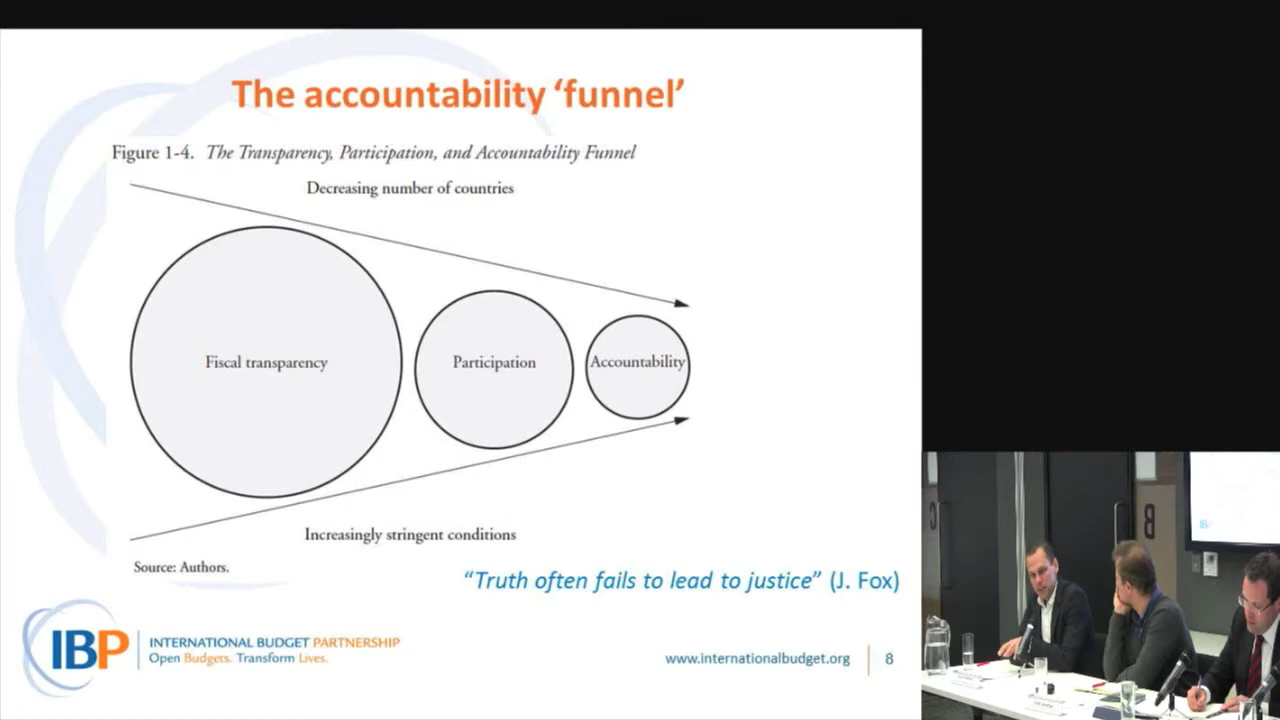 The accountability ‘funnel’
Figure 1-4. The Transparency, Participation, and Accountability Funnel
Decreasing number of countries
Fiscal transparency
Participation
Accountability
Increasingly stringent conditions
Source: Authors.
“Truth often fails to lead to justice” (J. Fox)
IBP
INTERNATIONAL BUDGET PARTNERSHIP
Open Budgets. Transform Lives.
www.internationalbudget.org
8
C
B